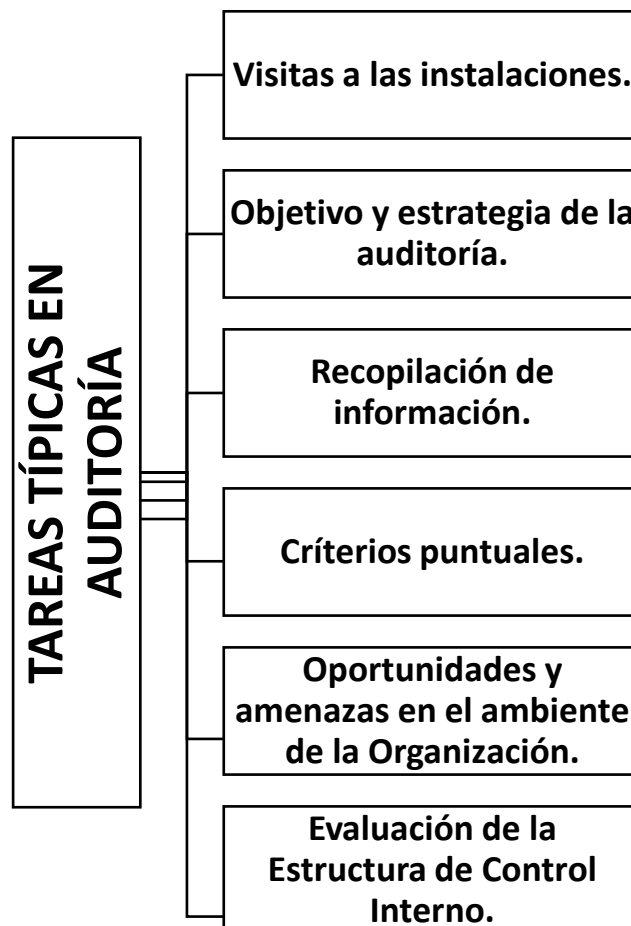 TAREAS TÍPICAS EN
AUDITORÍA
Visitas a las instalaciones.
Objetivo y estrategia de la
auditoría.
Recopilación de
información.
Críterios puntuales.
Oportunidades y
amenazas en el ambiente
de la Organización.
Evaluación de la
Estructura de Control
Interno.